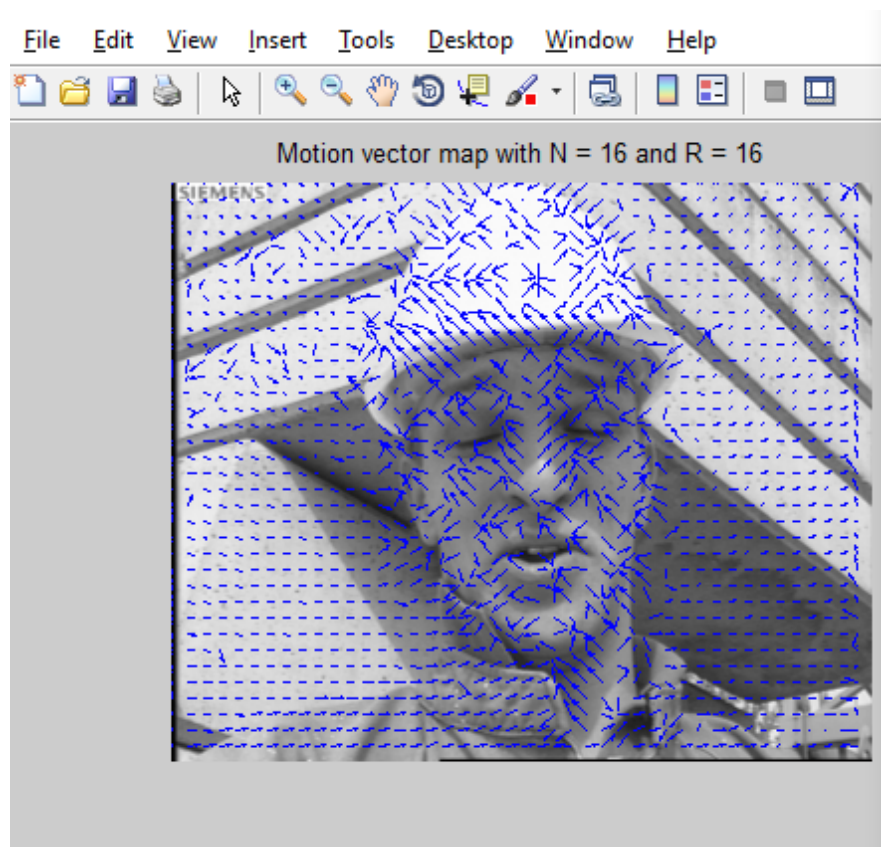 File Edit View Insert Tools Desktop Window Help
Motion vector map with N = 16 and R = 16
SIEMENS